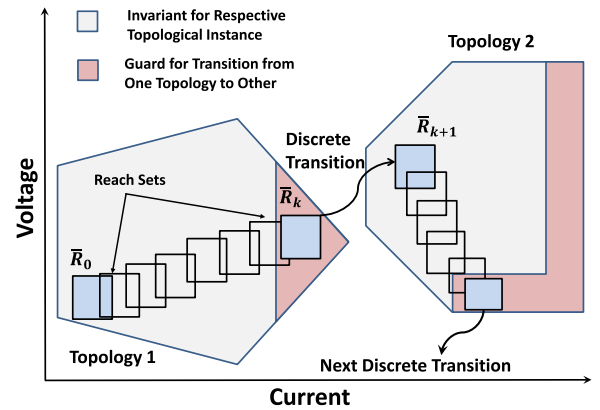 Invariant for Respective
Topological Instance
Guard for Transition from
One Topology to Other
Topology 2
Discrete
Transition
R̅ₖ₊₁
Reach Sets
R̅ₖ
R̅₀
Topology 1
Next Discrete Transition
Voltage
Current